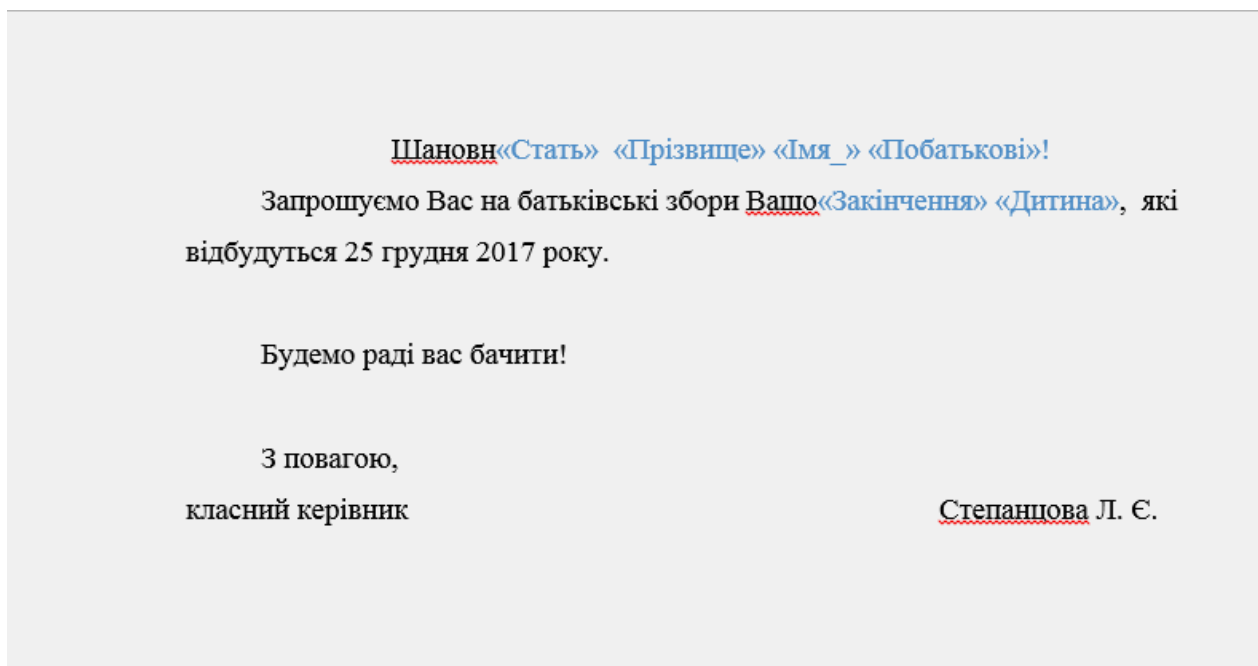 Шановн«Стать»  «Прізвище» «Імя_» «Побатькові»!
Запрошуємо Вас на батьківські збори Вашо«Закінчення» «Дитина»,  які
відбудуться 25 грудня 2017 року.
Будемо раді вас бачити!
З повагою,
класний керівник Степанцова Л. Є.